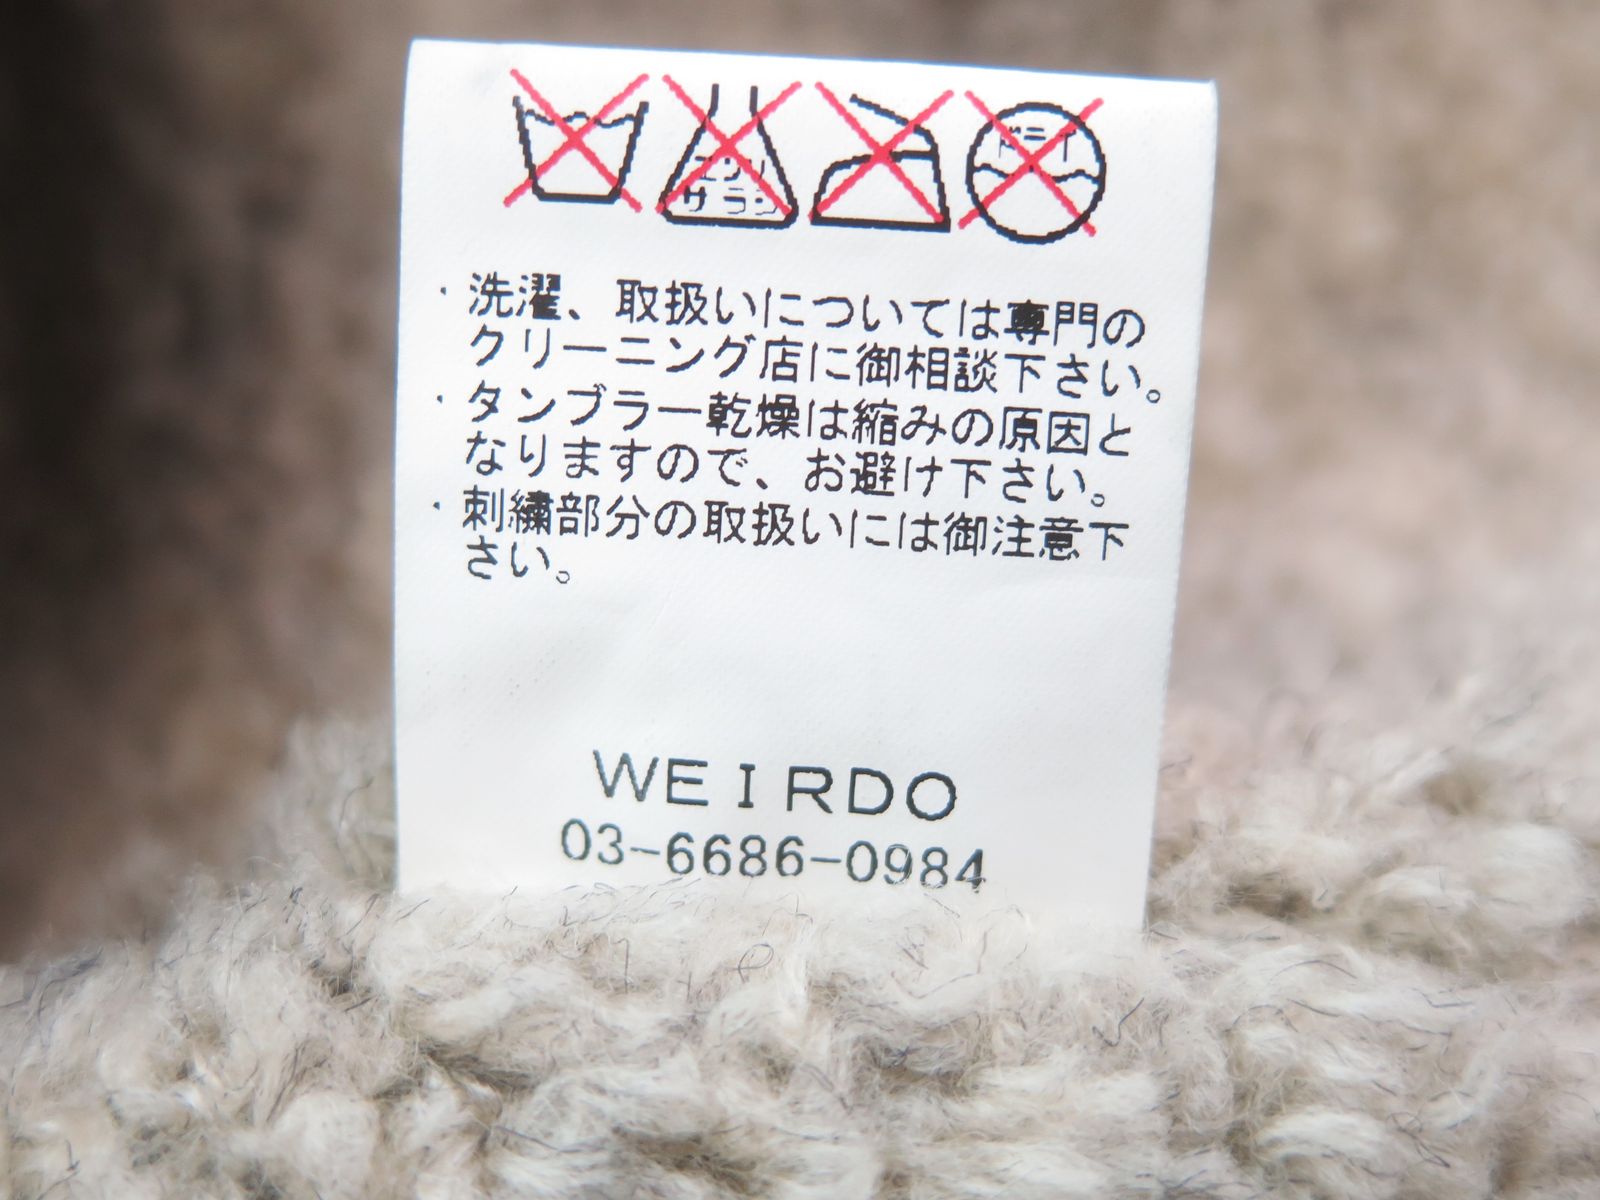 エンソ
サラシ
ドライ
・洗濯、取扱いについては専門の
クリーニング店に御相談下さい。
・タンブラー乾燥は縮みの原因と
なりますので、お避け下さい。
・刺繍部分の取扱いには御注意下
さい。
WEIRDO
03-6686-0984